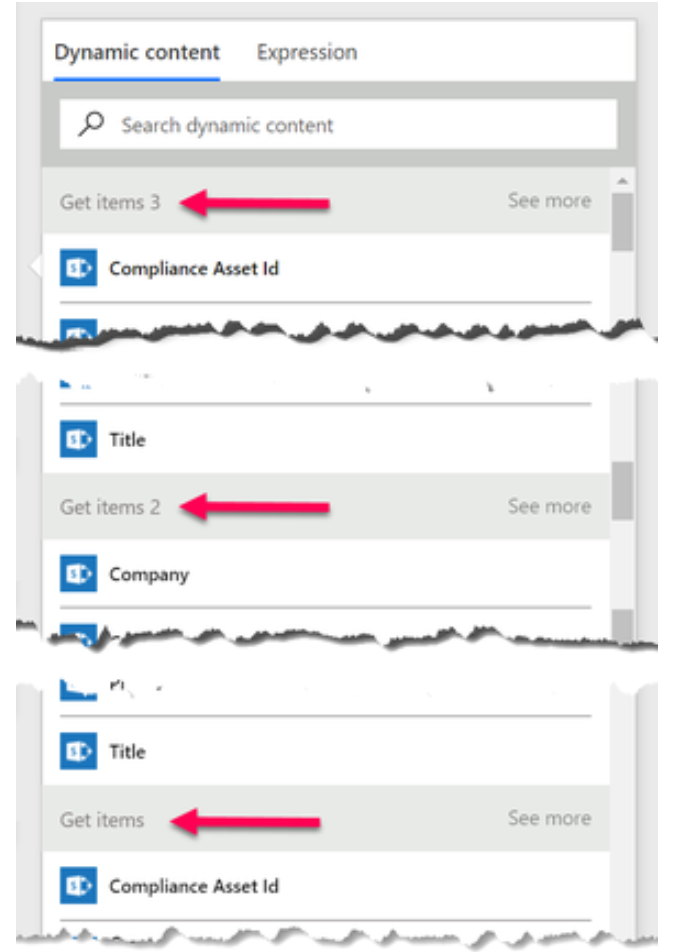 Dynamic content Expression
Search dynamic content
Get items 3 See more
Compliance Asset Id
Title
Get items 2 See more
Company
Title
Get items See more
Compliance Asset Id